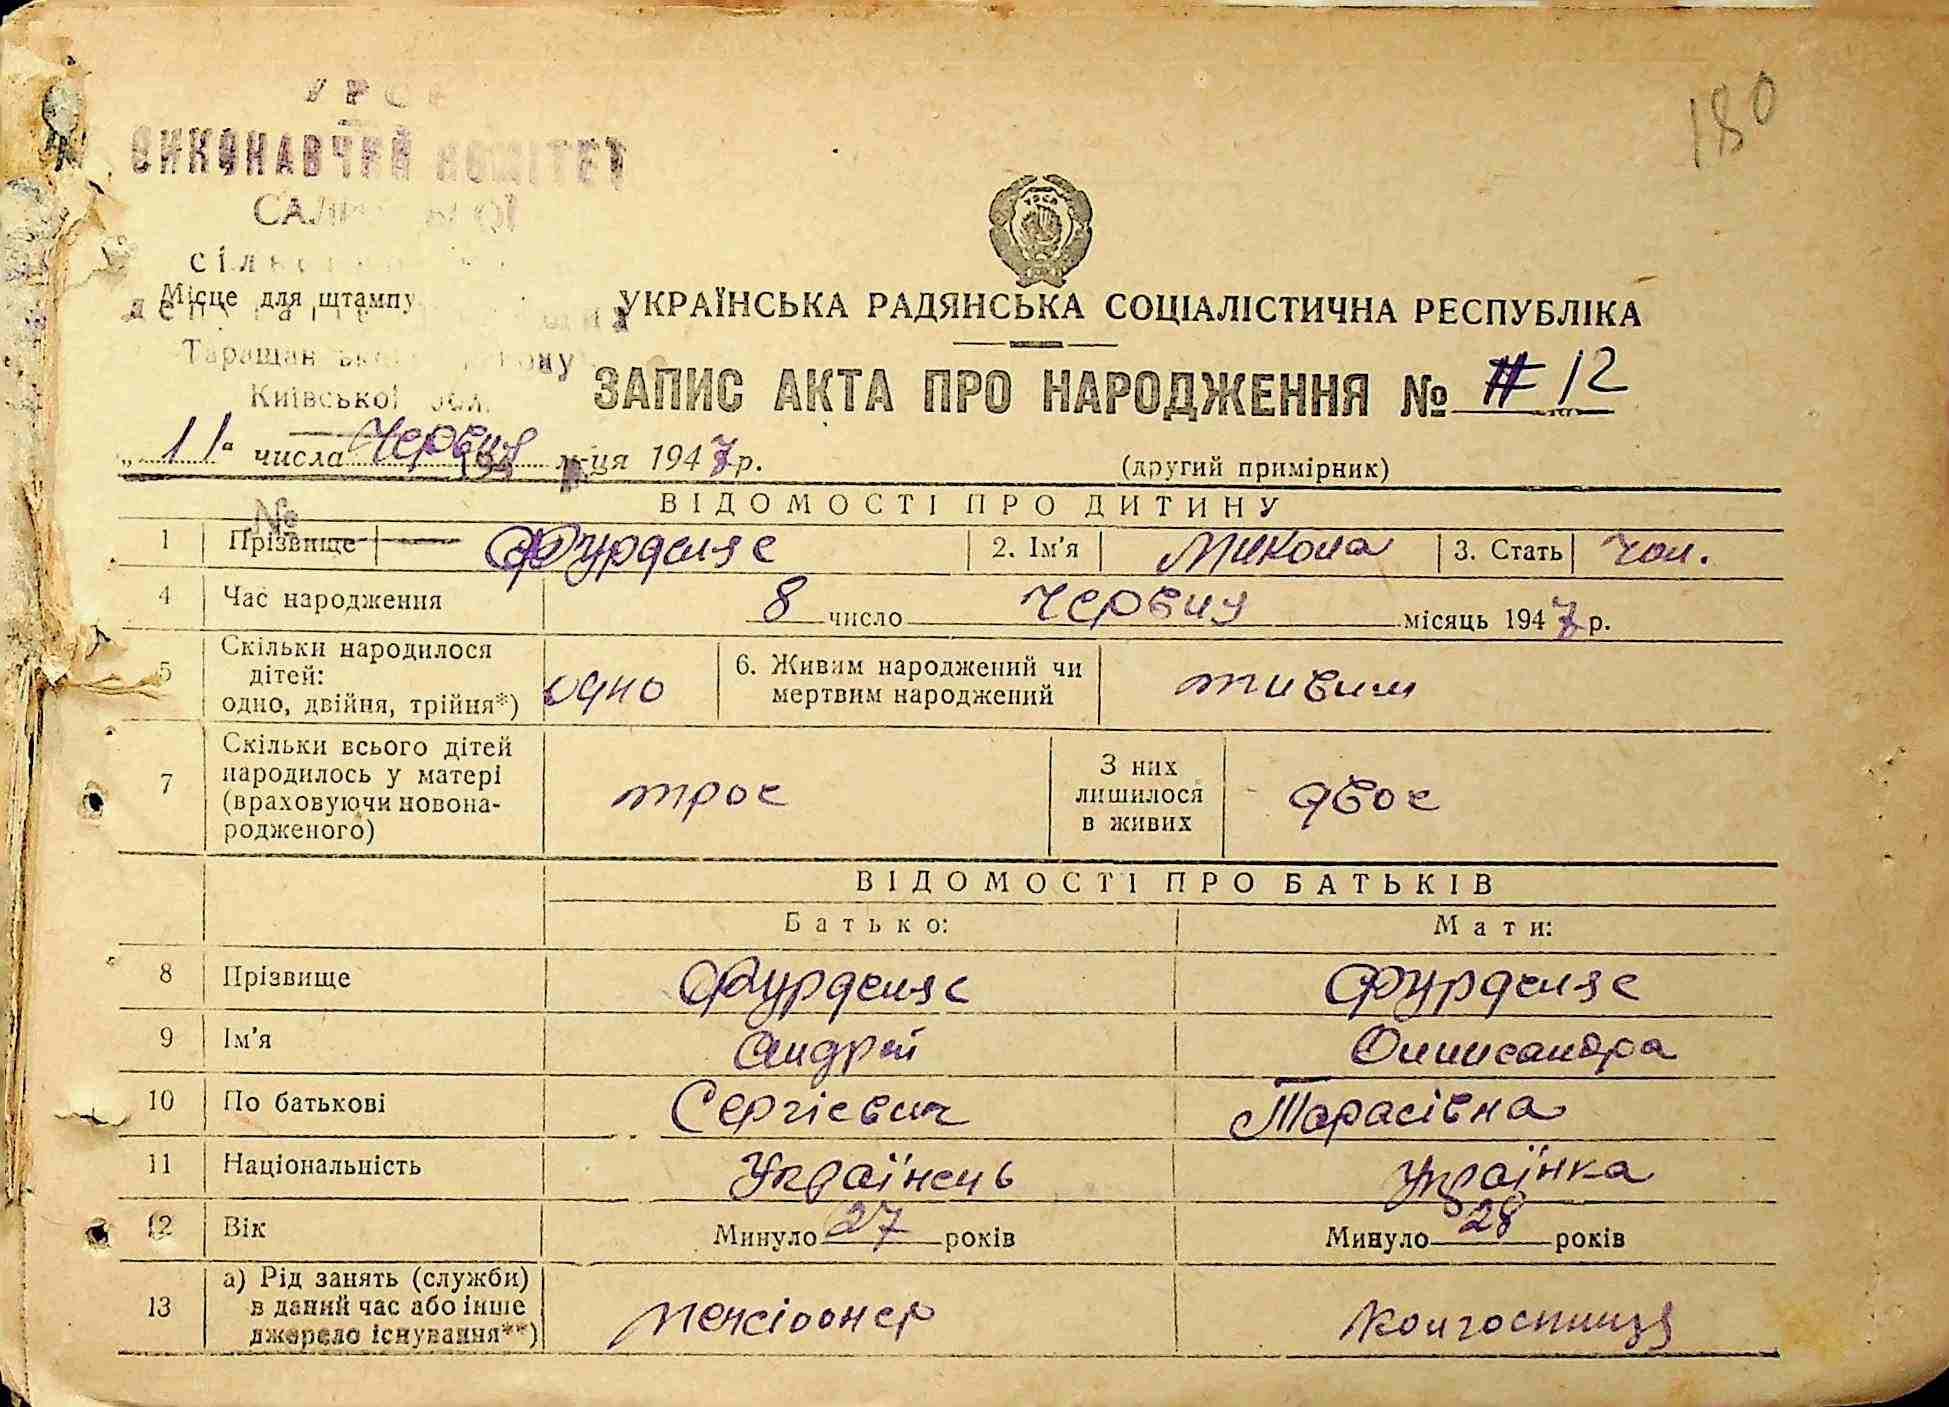 180
УРСР
ВИКОНАВЧИЙ КОМІТЕТ
Місце для штампу
Таращанського району
Київської обл.
УКРАЇНСЬКА РАДЯНСЬКА СОЦІАЛІСТИЧНА РЕСПУБЛІКА
ЗАПИС АКТА ПРО НАРОДЖЕННЯ № 12
„11“ числа Червня м-ця 1947 р. (другий примірник)
№
ВІДОМОСТІ ПРО ДИТИНУ
1 Прізвище 2. Ім'я Микола 3. Стать чол.
4 Час народження 8 число Червня місяць 1947 р.
5 Скільки народилося дітей: одно, двійня, трійня*) одно 6. Живим народжений чи мертвим народжений живим
7 Скільки всього дітей народилось у матері (враховуючи новонародженого) троє З них лишилося в живих двоє
ВІДОМОСТІ ПРО БАТЬКІВ
Батько: Мати:
8 Прізвище
9 Ім'я Андрій Олександра
10 По батькові Сергієвич Тарасівна
11 Національність Українець Українка
12 Вік Минуло 27 років Минуло 28 років
13 а) Рід занять (служби) в даний час або інше джерело існування**) Пенсіонер Колгоспниця